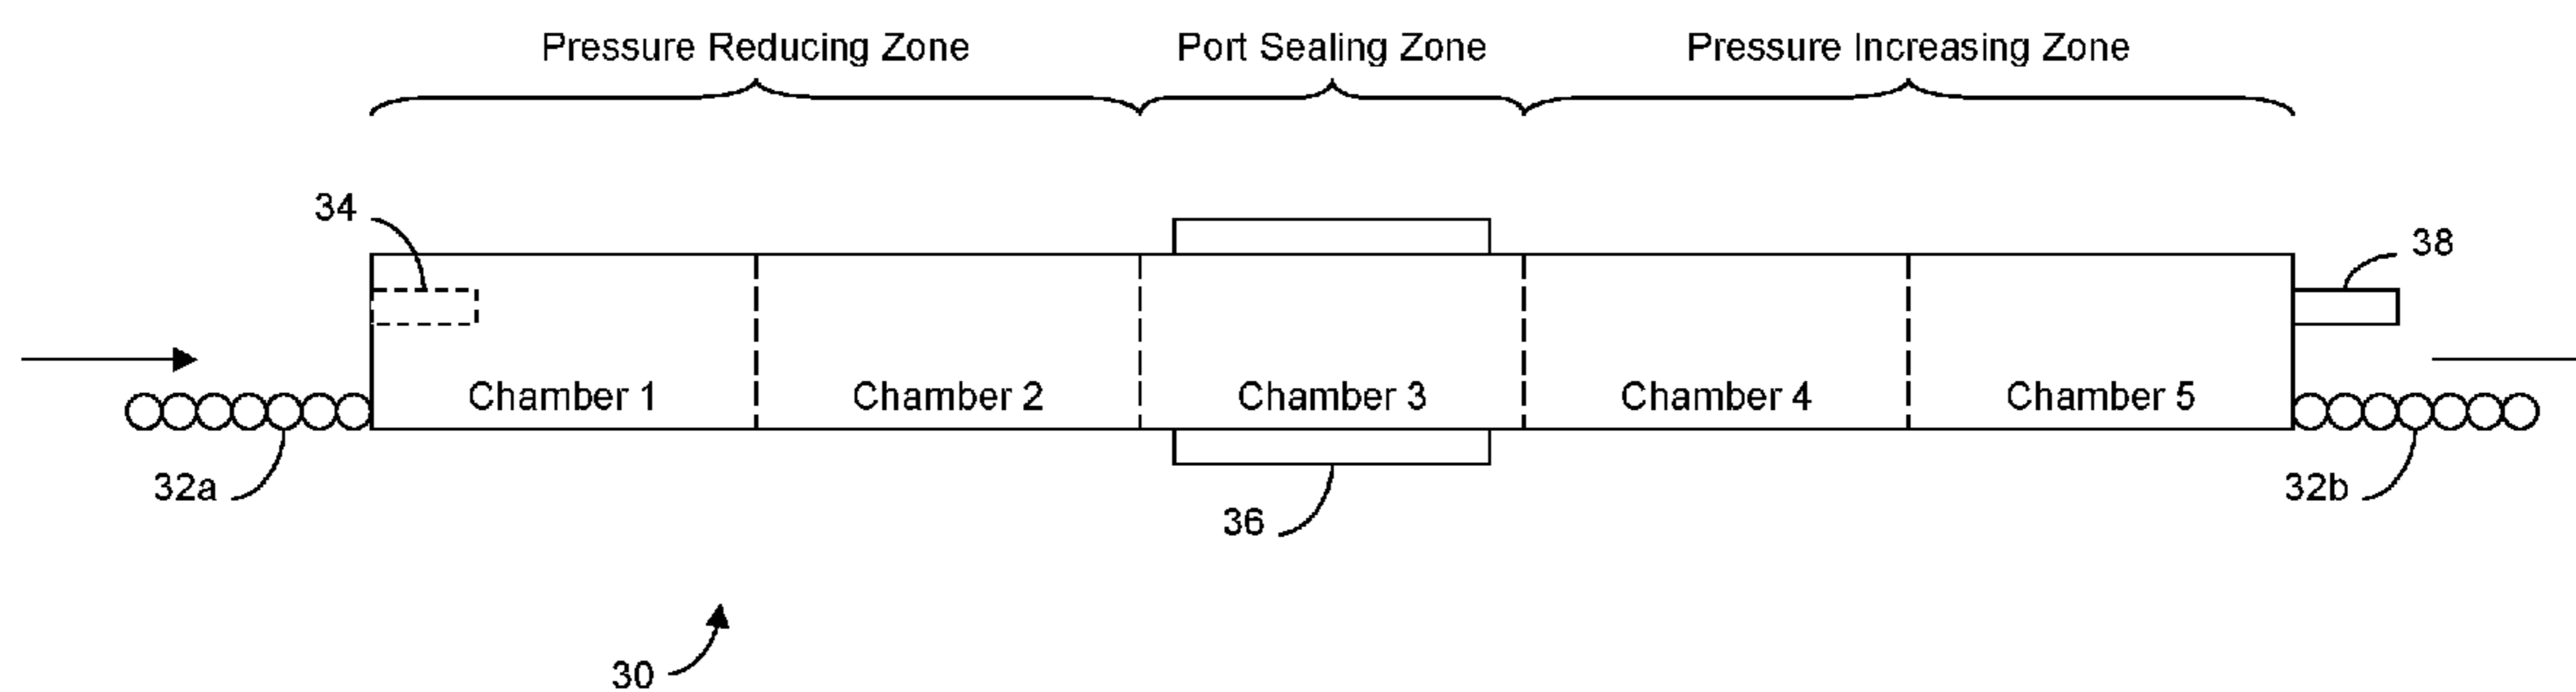 Pressure Reducing Zone
Port Sealing Zone
Pressure Increasing Zone
34
38
Chamber 1
Chamber 2
Chamber 3
Chamber 4
Chamber 5
32a
36
32b
30